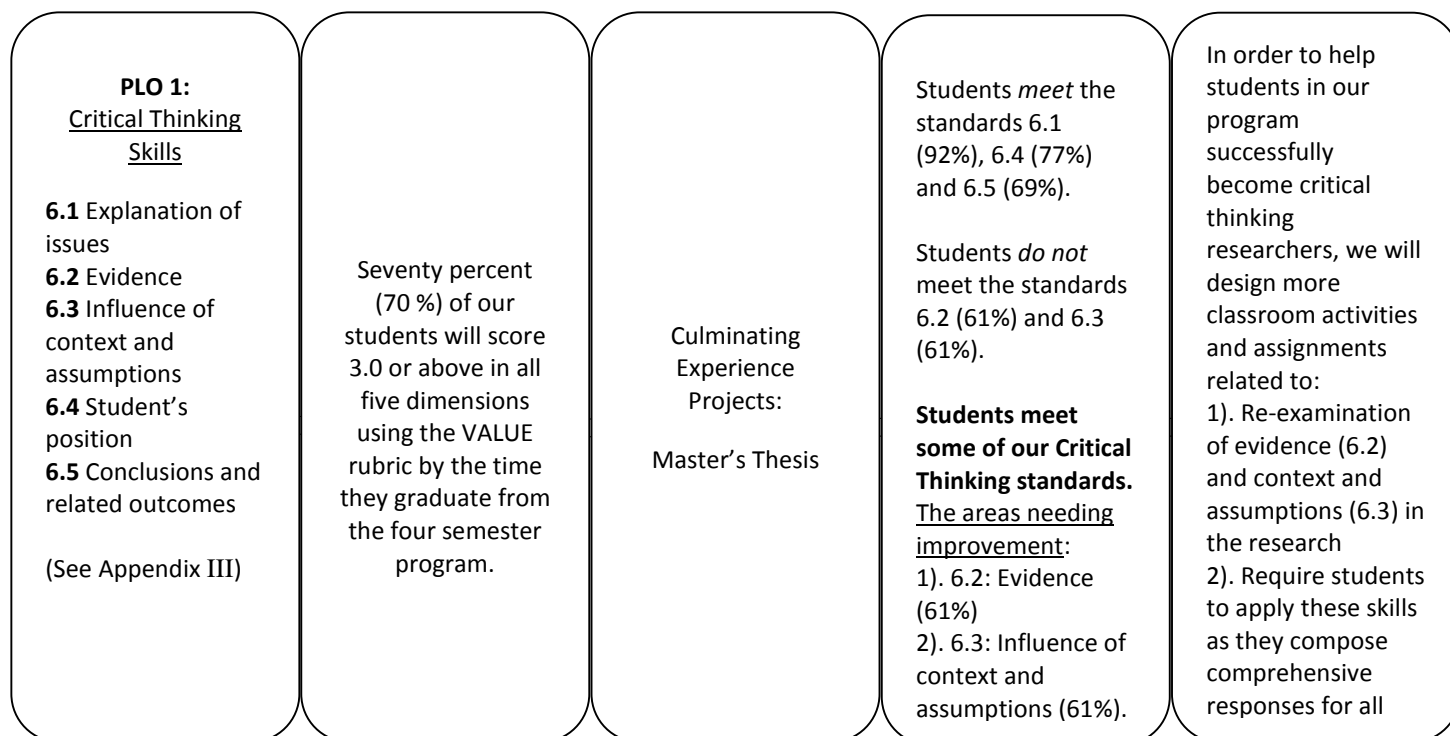 PLO 1:
Critical Thinking
Skills
6.1 Explanation of
issues
6.2 Evidence
6.3 Influence of
context and
assumptions
6.4 Student’s
position
6.5 Conclusions and
related outcomes
(See Appendix III)
Seventy percent
(70 %) of our
students will score
3.0 or above in all
five dimensions
using the VALUE
rubric by the time
they graduate from
the four semester
program.
Culminating
Experience
Projects:
Master’s Thesis
Students meet the
standards 6.1
(92%), 6.4 (77%)
and 6.5 (69%).
Students do not
meet the standards
6.2 (61%) and 6.3
(61%).
Students meet
some of our Critical
Thinking standards.
The areas needing
improvement:
1). 6.2: Evidence
(61%)
2). 6.3: Influence of
context and
assumptions (61%).
In order to help
students in our
program
successfully
become critical
thinking
researchers, we will
design more
classroom activities
and assignments
related to:
1). Re-examination
of evidence (6.2)
and context and
assumptions (6.3) in
the research
2). Require students
to apply these skills
as they compose
comprehensive
responses for all